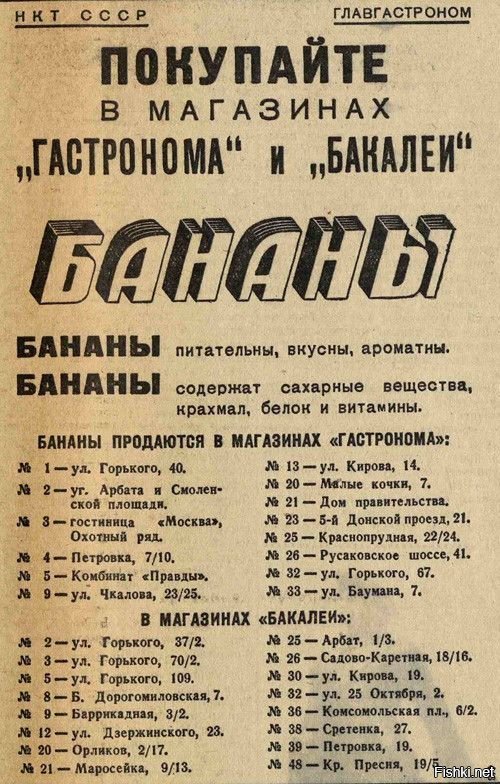 НКТ СССР ГЛАВГАСТРОНОМ
ПОКУПАЙТЕ
В МАГАЗИНАХ
„ГАСТРОНОМА“ и „БАКАЛЕИ“
БАНАНЫ
БАНАНЫ питательны, вкусны, ароматны.
БАНАНЫ содержат сахарные вещества,
крахмал, белок и витамины.
БАНАНЫ ПРОДАЮТСЯ В МАГАЗИНАХ «ГАСТРОНОМА»:
№ 1 — ул. Горького, 40.
№ 2 — уг. Арбата и Смолен-
ской площади.
№ 3 — гостиница «Москва»,
Охотный ряд.
№ 4 — Петровка, 7/10.
№ 5 — Комбинат «Правды».
№ 9 — ул. Чкалова, 23/25.
№ 13 — ул. Кирова, 14.
№ 20 — Малые кочки, 7.
№ 21 — Дом правительства.
№ 23 — 5-й Донской проезд, 21.
№ 25 — Краснопрудная, 22/24.
№ 26 — Русаковское шоссе, 41.
№ 32 — ул. Горького, 67.
№ 33 — ул. Баумана, 7.
В МАГАЗИНАХ «БАКАЛЕИ»:
№ 2 — ул. Горького, 37/2.
№ 3 — ул. Горького, 70/2.
№ 5 — ул. Горького, 109.
№ 8 — Б. Дорогомиловская, 7.
№ 9 — Баррикадная, 3/2.
№ 12 — ул. Дзержинского, 23.
№ 20 — Орликов, 2/17.
№ 21 — Маросейка, 9/13.
№ 25 — Арбат, 1/3.
№ 26 — Садово-Каретная, 18/16.
№ 30 — ул. Кирова, 19.
№ 32 — ул. 25 Октября, 2.
№ 36 — Комсомольская пл., 6/2.
№ 38 — Сретенка, 27.
№ 39 — Петровка, 19.
№ 48 — Кр. Пресня, 19/5.
Fishki.net